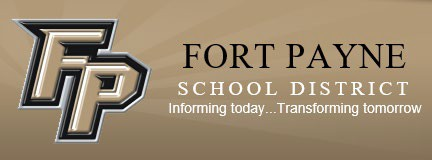 FP
FORT PAYNE
SCHOOL DISTRICT
Informing today...Transforming tomorrow